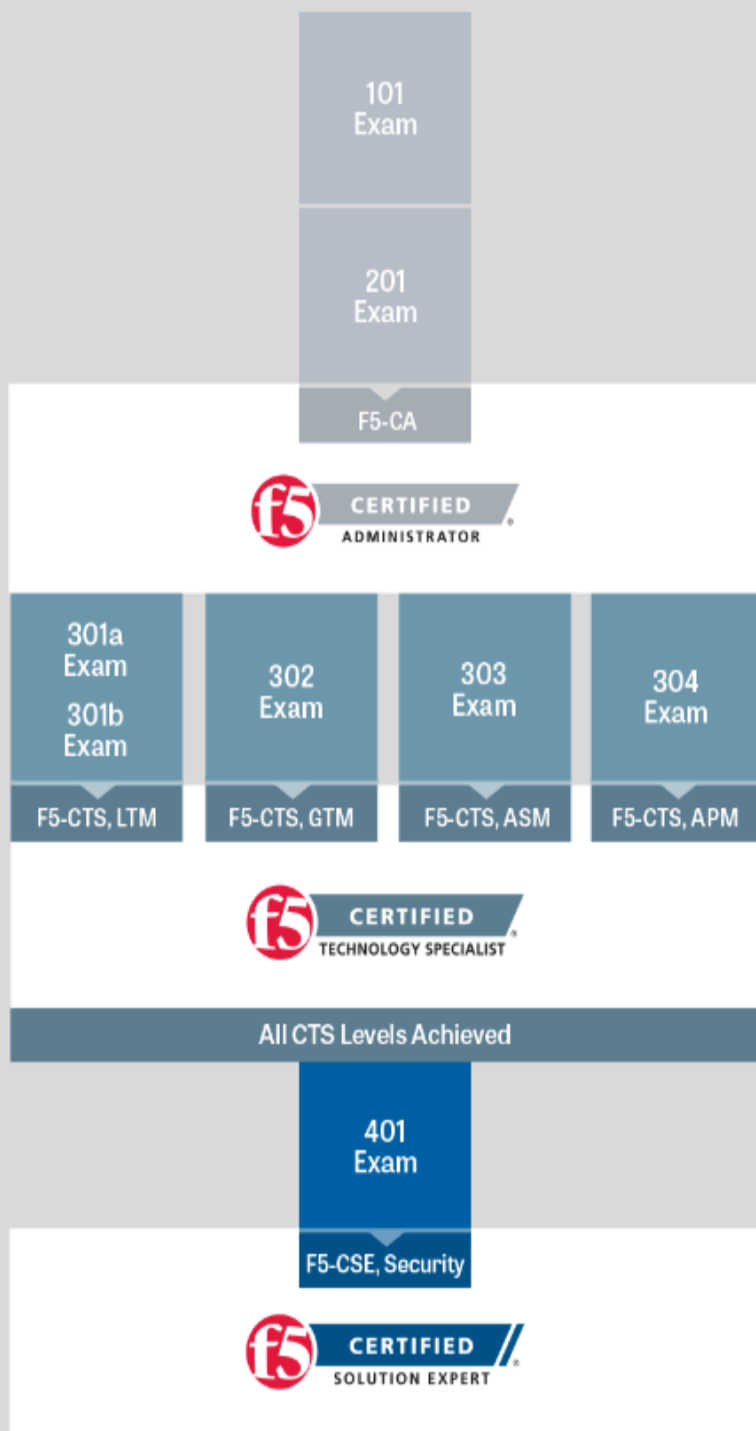 101
Exam
201
Exam
F5-CA
f5 CERTIFIED
ADMINISTRATOR ®
301a
Exam
301b
Exam
302
Exam
303
Exam
304
Exam
F5-CTS, LTM
F5-CTS, GTM
F5-CTS, ASM
F5-CTS, APM
f5 CERTIFIED
TECHNOLOGY SPECIALIST ®
All CTS Levels Achieved
401
Exam
F5-CSE, Security
f5 CERTIFIED
SOLUTION EXPERT ®